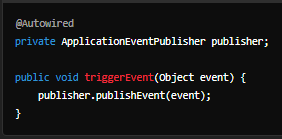 @Autowired
private ApplicationEventPublisher publisher;
public void triggerEvent(Object event) {
    publisher.publishEvent(event);
}